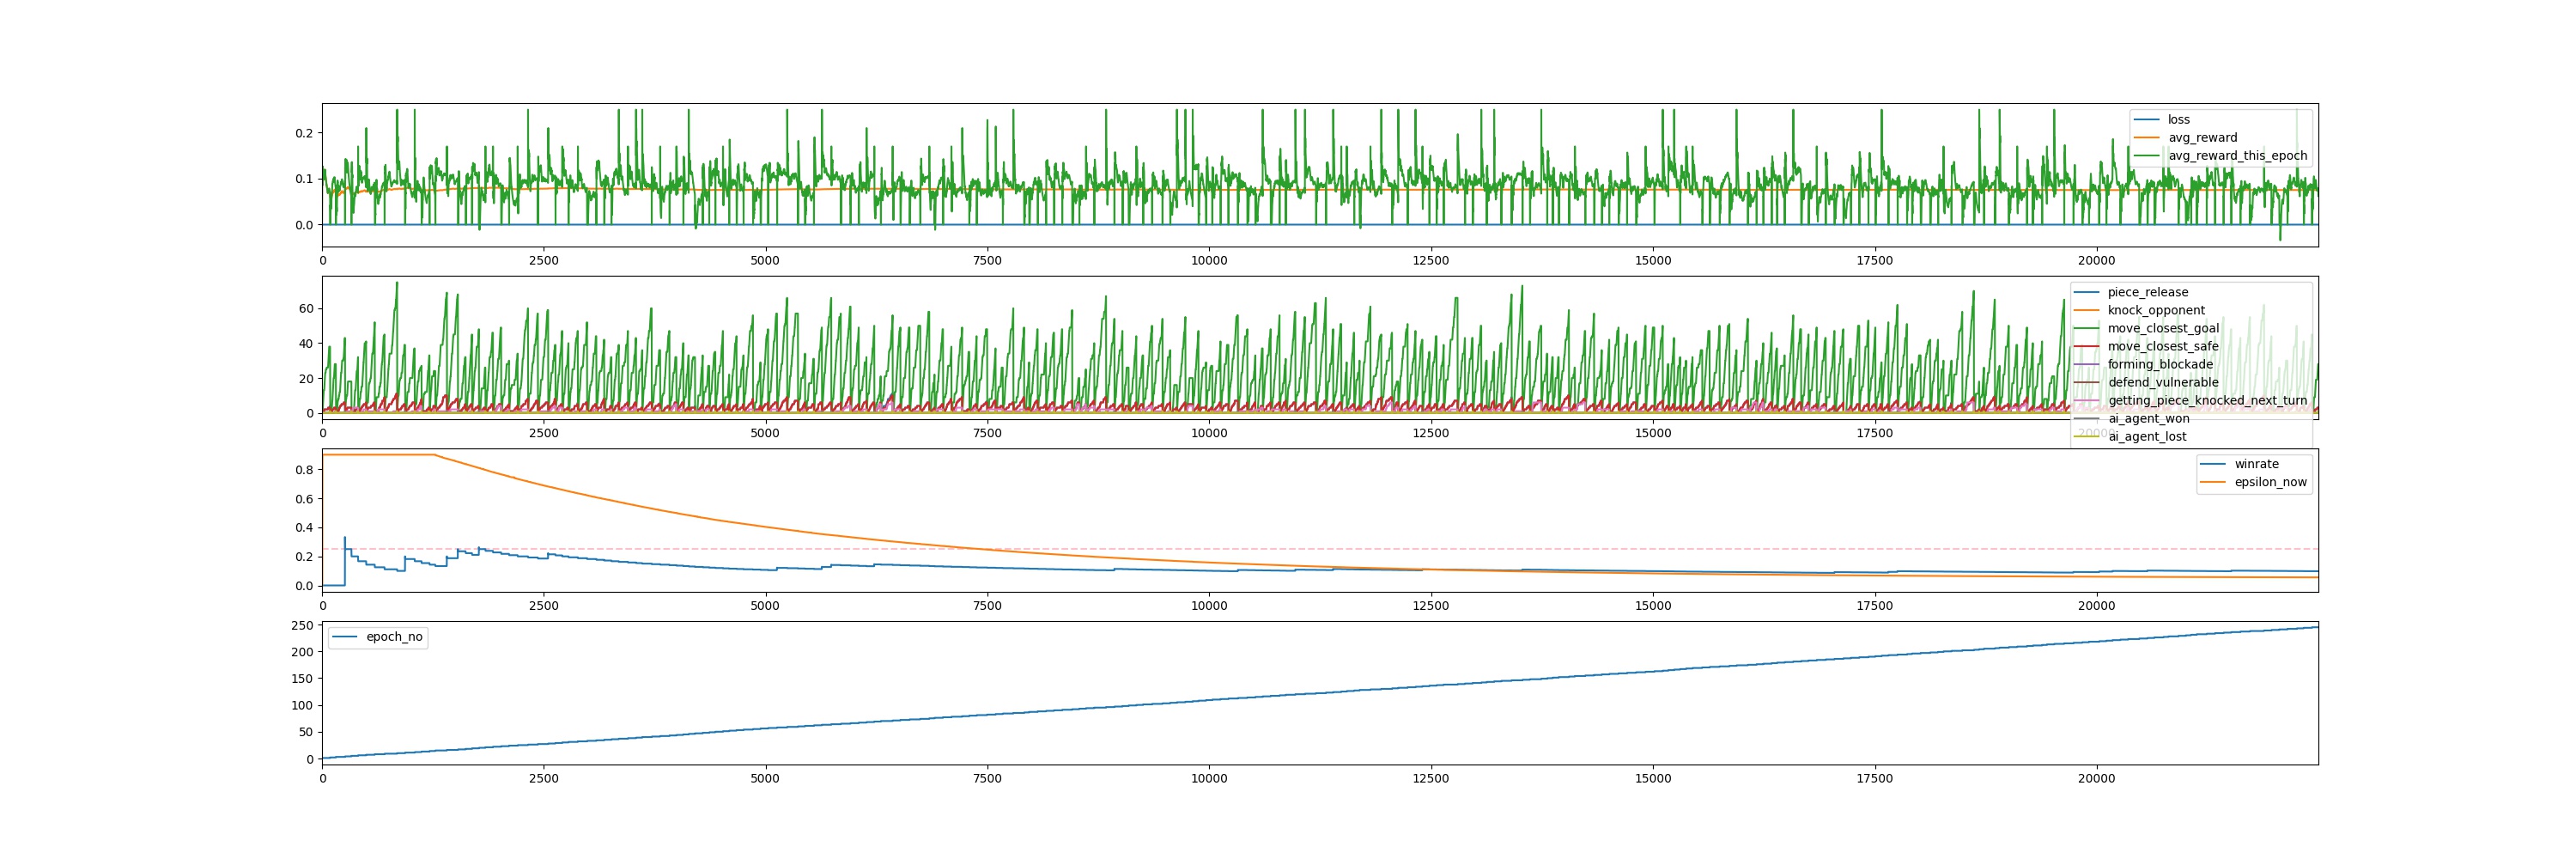 0.2
0.1
0.0
loss
avg_reward
avg_reward_this_epoch
0 2500 5000 7500 10000 12500 15000 17500 20000
60
40
20
0
piece_release
knock_opponent
move_closest_goal
move_closest_safe
forming_blockade
defend_vulnerable
getting_piece_knocked_next_turn
ai_agent_won
ai_agent_lost
0 2500 5000 7500 10000 12500 15000 17500 20000
0.8
0.6
0.4
0.2
0.0
winrate
epsilon_now
0 2500 5000 7500 10000 12500 15000 17500 20000
250
200
150
100
50
0
epoch_no
0 2500 5000 7500 10000 12500 15000 17500 20000